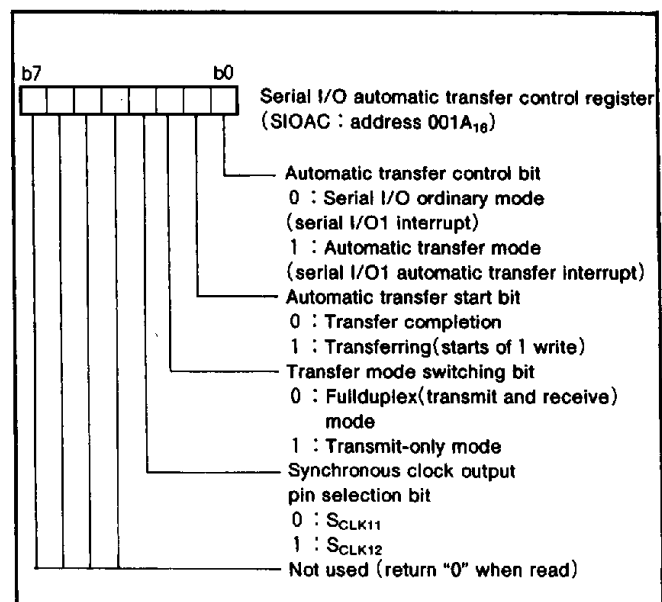 b7 b0
Serial I/O automatic transfer control register
(SIOAC : address 001A₁₆)
Automatic transfer control bit
0 : Serial I/O ordinary mode
(serial I/O1 interrupt)
1 : Automatic transfer mode
(serial I/O1 automatic transfer interrupt)
Automatic transfer start bit
0 : Transfer completion
1 : Transferring(starts of 1 write)
Transfer mode switching bit
0 : Fullduplex(transmit and receive)
mode
1 : Transmit-only mode
Synchronous clock output
pin selection bit
0 : SCLK11
1 : SCLK12
Not used (return “0” when read)